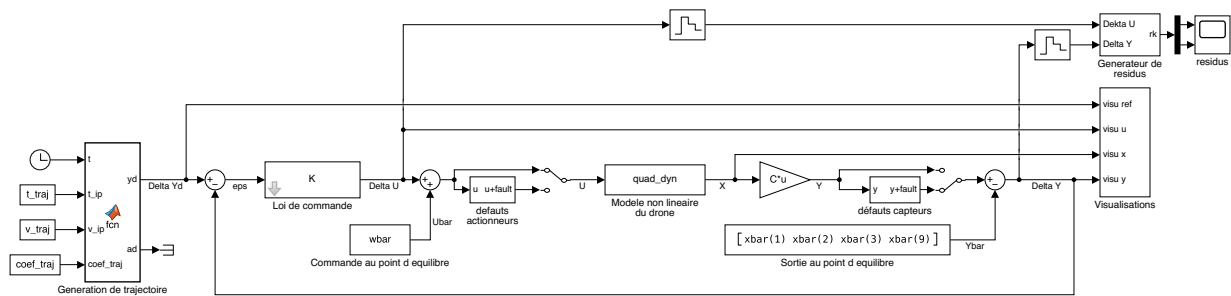 Dekta U
Delta Y
rk
Generateur de
residus
residus
visu ref
visu u
visu x
visu y
Visualisations
t
t_traj
t_ip
v_traj
v_ip
coef_traj
coef_traj
yd
ad
fcn
Generation de trajectoire
Delta Yd
eps
K
Loi de commande
Delta U
Ubar
wbar
Commande au point d equilibre
u
u+fault
defauts
actionneurs
U
quad_dyn
Modele non lineaire
du drone
X
C*u
Y
y
y+fault
défauts capteurs
[xbar(1) xbar(2) xbar(3) xbar(9)]
Sortie au point d equilibre
Ybar
Delta Y